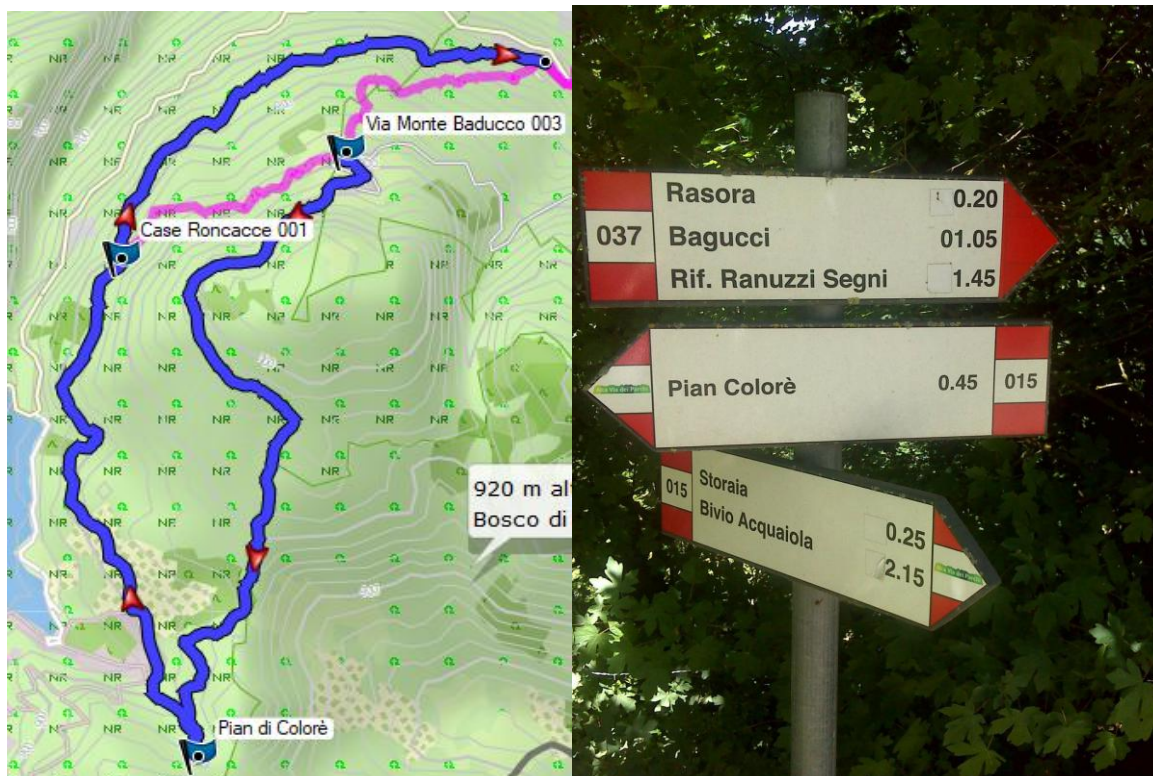 Via Monte Baducco 003
Case Roncacce 001
920 m al
Bosco di
Pian di Colorè
037
Rasora 0.20
Bagucci 01.05
Rif. Ranuzzi Segni 1.45
Pian Colorè 0.45 015
015
Storaia 0.25
Bivio Acquaiola 2.15